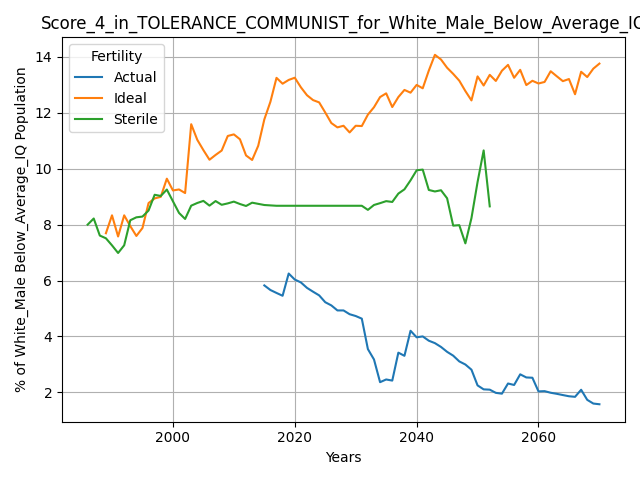 Score_4_in_TOLERANCE_COMMUNIST_for_White_Male_Below_Average_IQ
Fertility
Actual
Ideal
Sterile
% of White_Male Below_Average_IQ Population
14
12
10
8
6
4
2
2000 2020 2040 2060
Years